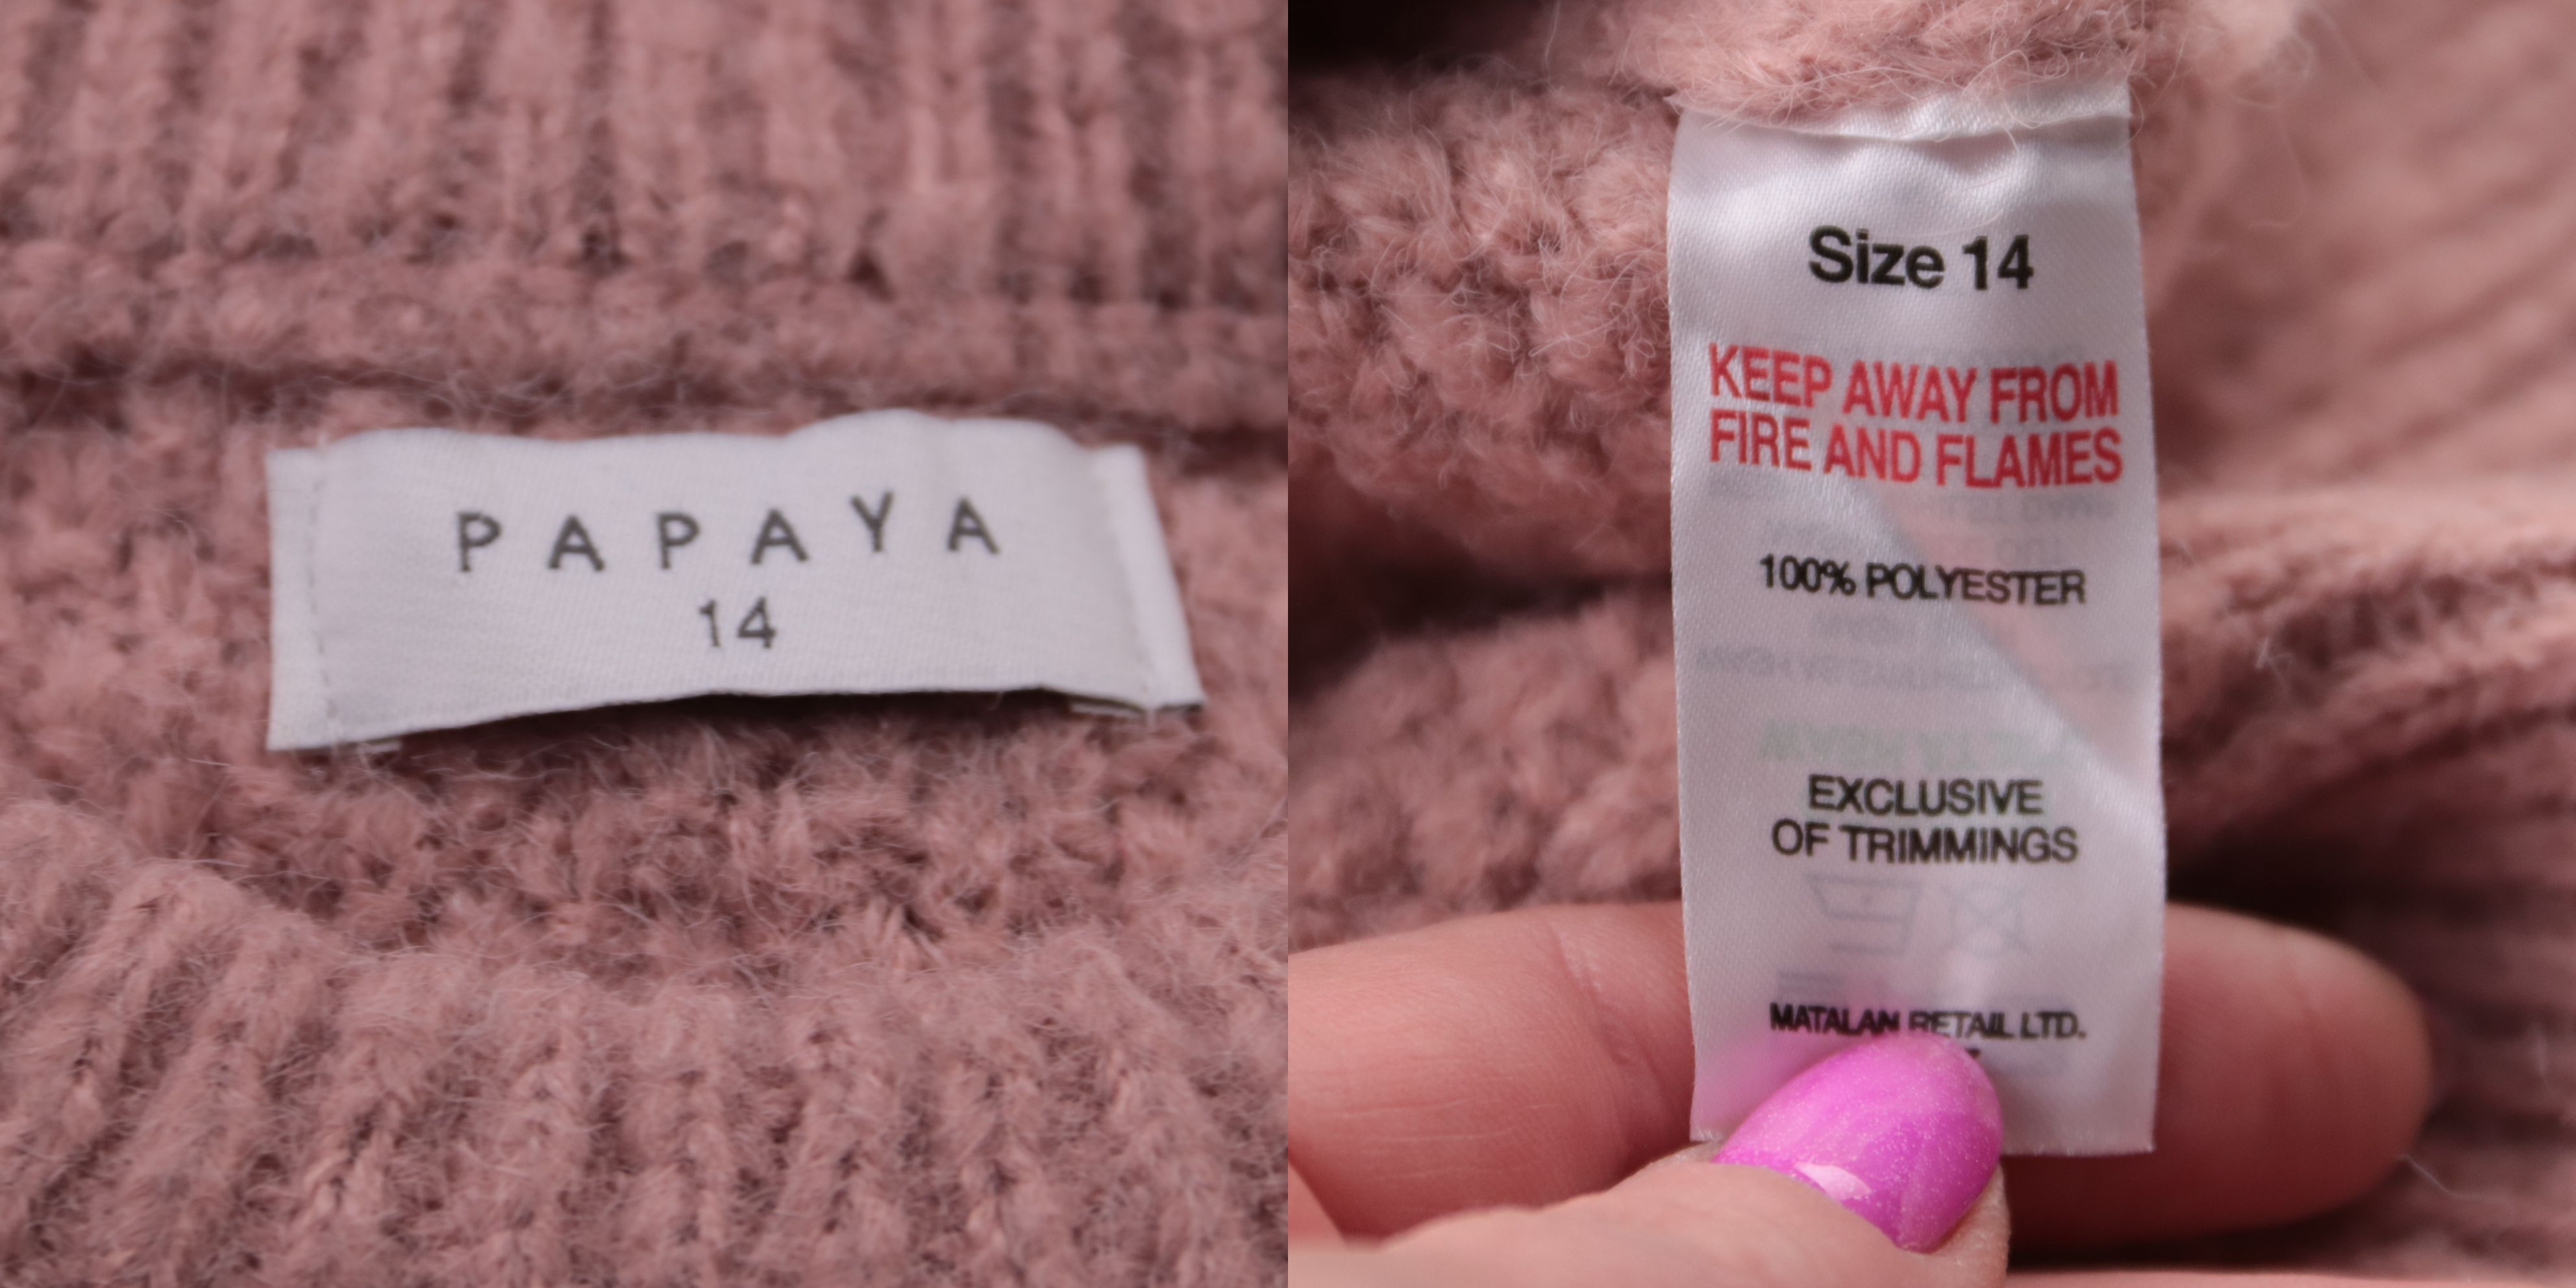 PAPAYA
14
Size 14
KEEP AWAY FROM
FIRE AND FLAMES
100% POLYESTER
EXCLUSIVE
OF TRIMMINGS
MATALAN RETAIL LTD.